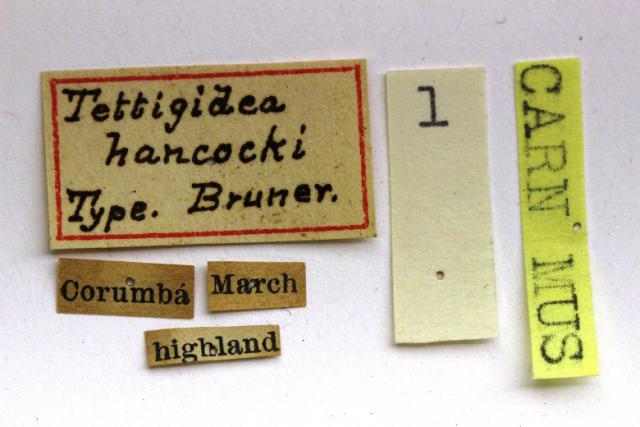 Tettigidea
hancocki
Type. Bruner.
Corumbá
March
highland
1
CARN MUS